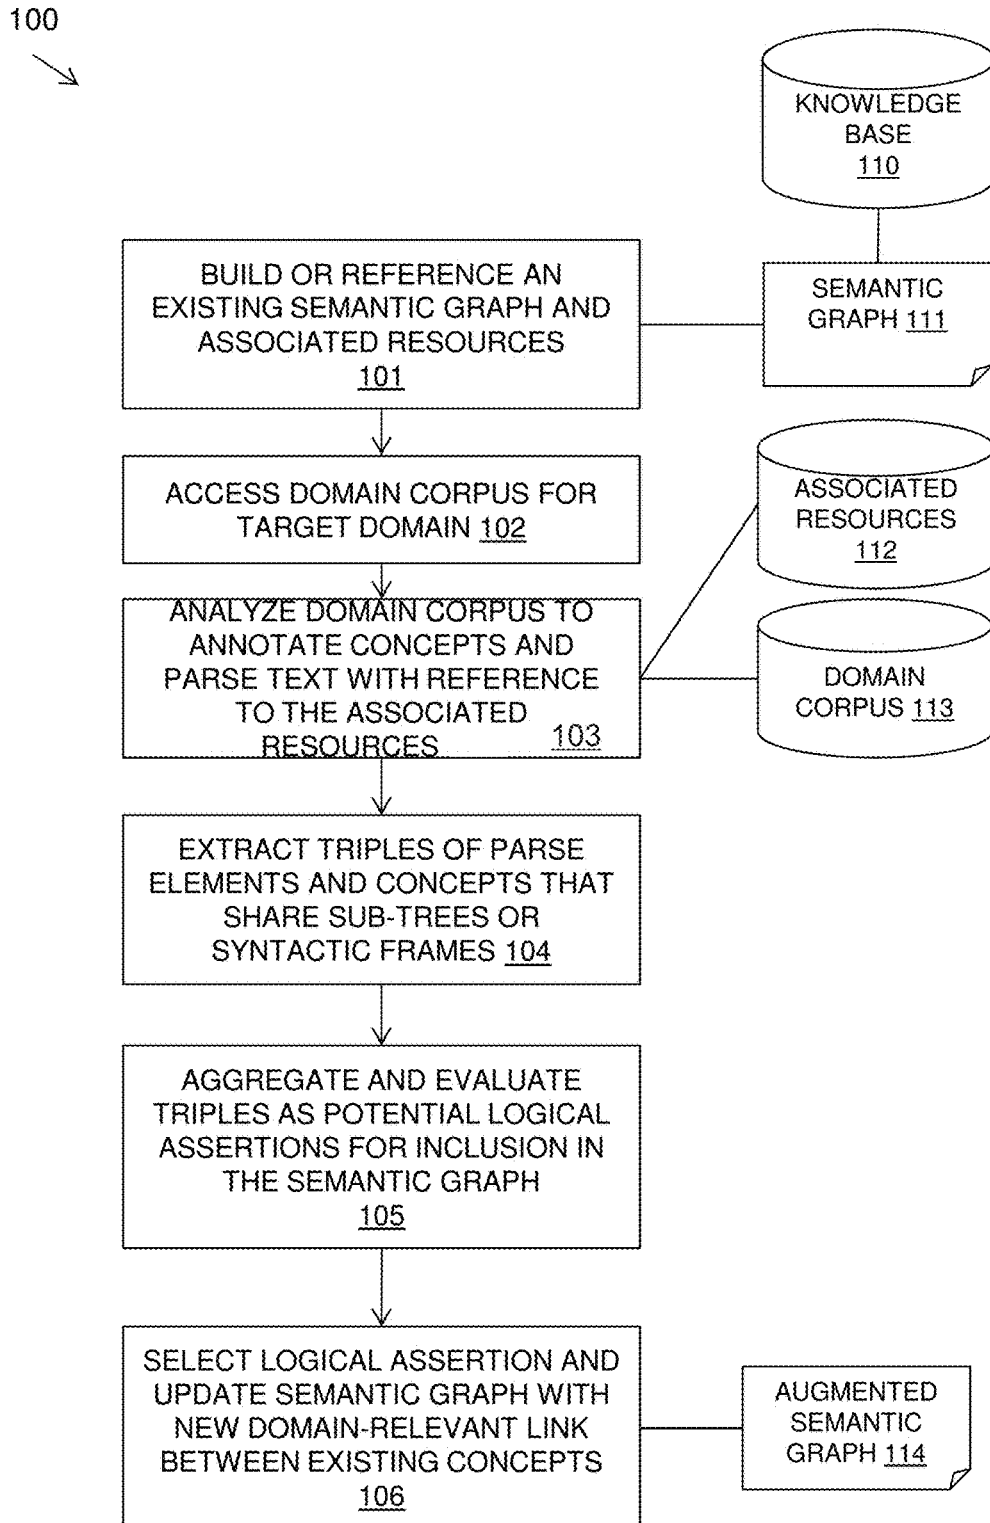 100
KNOWLEDGE
BASE
110
BUILD OR REFERENCE AN
EXISTING SEMANTIC GRAPH AND
ASSOCIATED RESOURCES
101
SEMANTIC
GRAPH 111
ACCESS DOMAIN CORPUS FOR
TARGET DOMAIN 102
ASSOCIATED
RESOURCES
112
ANALYZE DOMAIN CORPUS TO
ANNOTATE CONCEPTS AND
PARSE TEXT WITH REFERENCE
TO THE ASSOCIATED
RESOURCES 103
DOMAIN
CORPUS 113
EXTRACT TRIPLES OF PARSE
ELEMENTS AND CONCEPTS THAT
SHARE SUB-TREES OR
SYNTACTIC FRAMES 104
AGGREGATE AND EVALUATE
TRIPLES AS POTENTIAL LOGICAL
ASSERTIONS FOR INCLUSION IN
THE SEMANTIC GRAPH
105
SELECT LOGICAL ASSERTION AND
UPDATE SEMANTIC GRAPH WITH
NEW DOMAIN-RELEVANT LINK
BETWEEN EXISTING CONCEPTS
106
AUGMENTED
SEMANTIC
GRAPH 114